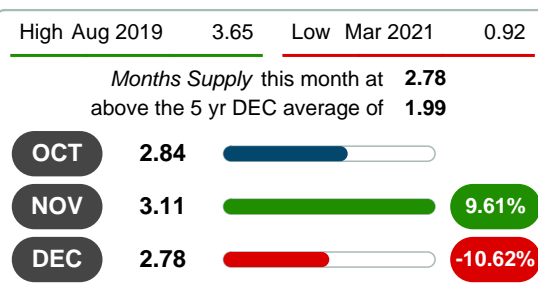 High Aug 2019 3.65 Low Mar 2021 0.92
Months Supply this month at 2.78
above the 5 yr DEC average of 1.99
OCT 2.84
NOV 3.11 9.61%
DEC 2.78 -10.62%